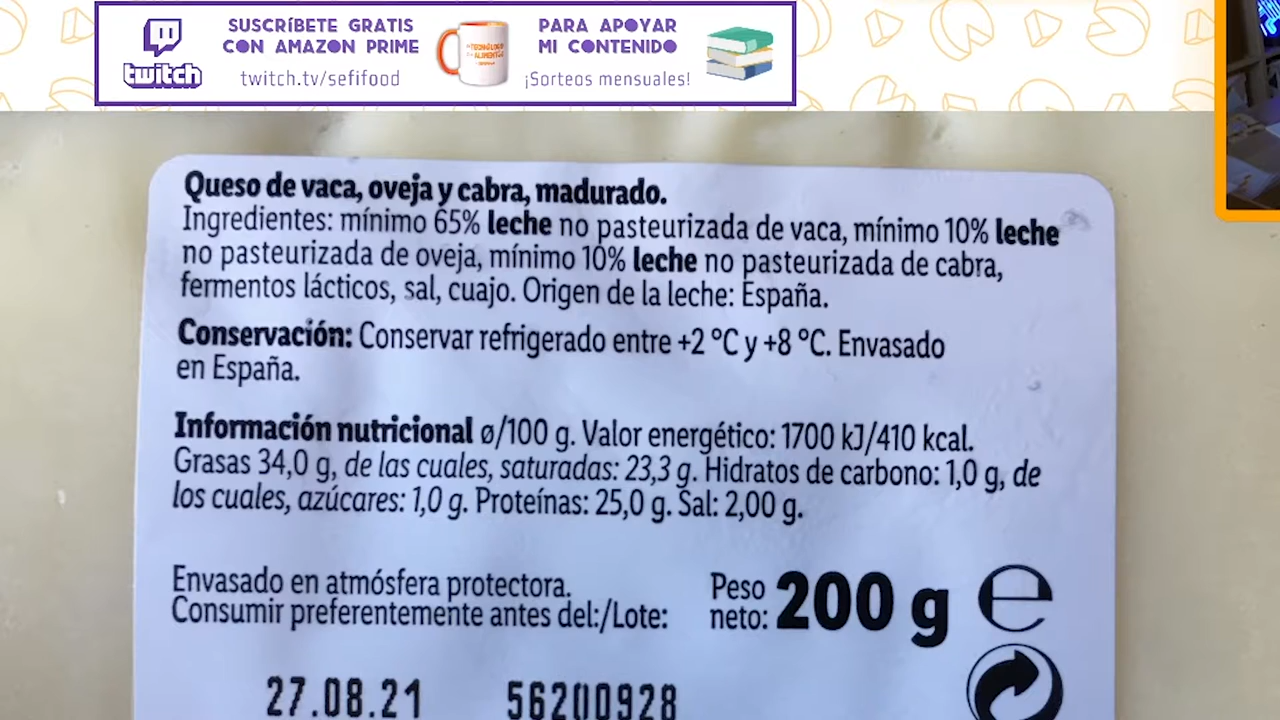 SUSCRÍBETE GRATIS
CON AMAZON PRIME
twitch
twitch.tv/sefifood
PARA APOYAR
MI CONTENIDO
¡Sorteos mensuales!
Queso de vaca, oveja y cabra, madurado.
Ingredientes: mínimo 65% leche no pasteurizada de vaca, mínimo 10% leche
no pasteurizada de oveja, mínimo 10% leche no pasteurizada de cabra,
fermentos lácticos, sal, cuajo. Origen de la leche: España.
Conservación: Conservar refrigerado entre +2 °C y +8 °C. Envasado
en España.
Información nutricional ø/100 g. Valor energético: 1700 kJ/410 kcal.
Grasas 34,0 g, de las cuales, saturadas: 23,3 g. Hidratos de carbono: 1,0 g, de
los cuales, azúcares: 1,0 g. Proteínas: 25,0 g. Sal: 2,00 g.
Envasado en atmósfera protectora.
Consumir preferentemente antes del:/Lote:
Peso
neto: 200 g e
27.08.21 56200928